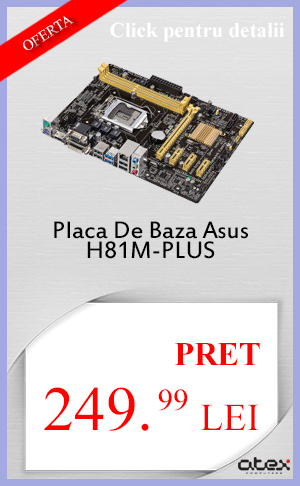 OFERTA
Click pentru detalii
Placa De Baza Asus
H81M-PLUS
PRET
249.99 LEI
atex